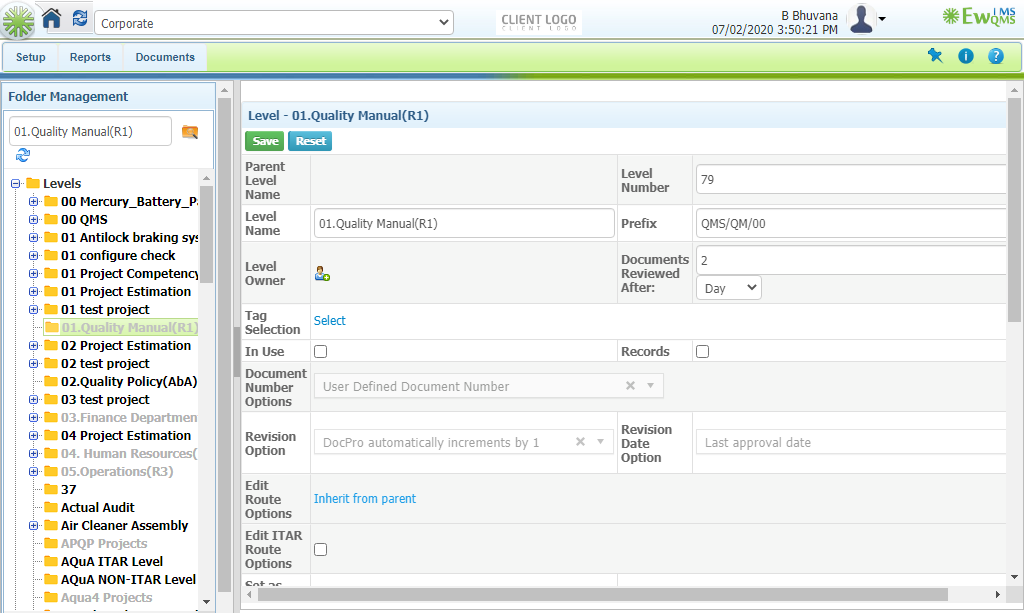 Corporate
CLIENT LOGO
CLIENT LOGO
B Bhuvana
07/02/2020 3:50:21 PM
EwQMS
LMS
Setup
Reports
Documents
Folder Management
01.Quality Manual(R1)
Levels
00 Mercury_Battery_P
00 QMS
01 Antilock braking sys
01 configure check
01 Project Competency
01 Project Estimation
01 test project
01.Quality Manual(R1)
02 Project Estimation
02 test project
02.Quality Policy(AbA)
03 test project
03.Finance Departmen
04 Project Estimation
04. Human Resources(
05.Operations(R3)
37
Actual Audit
Air Cleaner Assembly
APQP Projects
AQuA ITAR Level
AQuA NON-ITAR Level
Aqua4 Projects
Level - 01.Quality Manual(R1)
Save
Reset
Parent
Level
Name
Level
Number
79
Level
Name
01.Quality Manual(R1)
Prefix
QMS/QM/00
Level
Owner
Documents
Reviewed
After:
2
Day
Tag
Selection
Select
In Use
Records
Document
Number
Options
User Defined Document Number
Revision
Option
DocPro automatically increments by 1
Revision
Date
Option
Last approval date
Edit
Route
Options
Inherit from parent
Edit ITAR
Route
Options
Set as